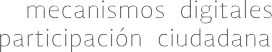 mecanismos digitales
participación ciudadana